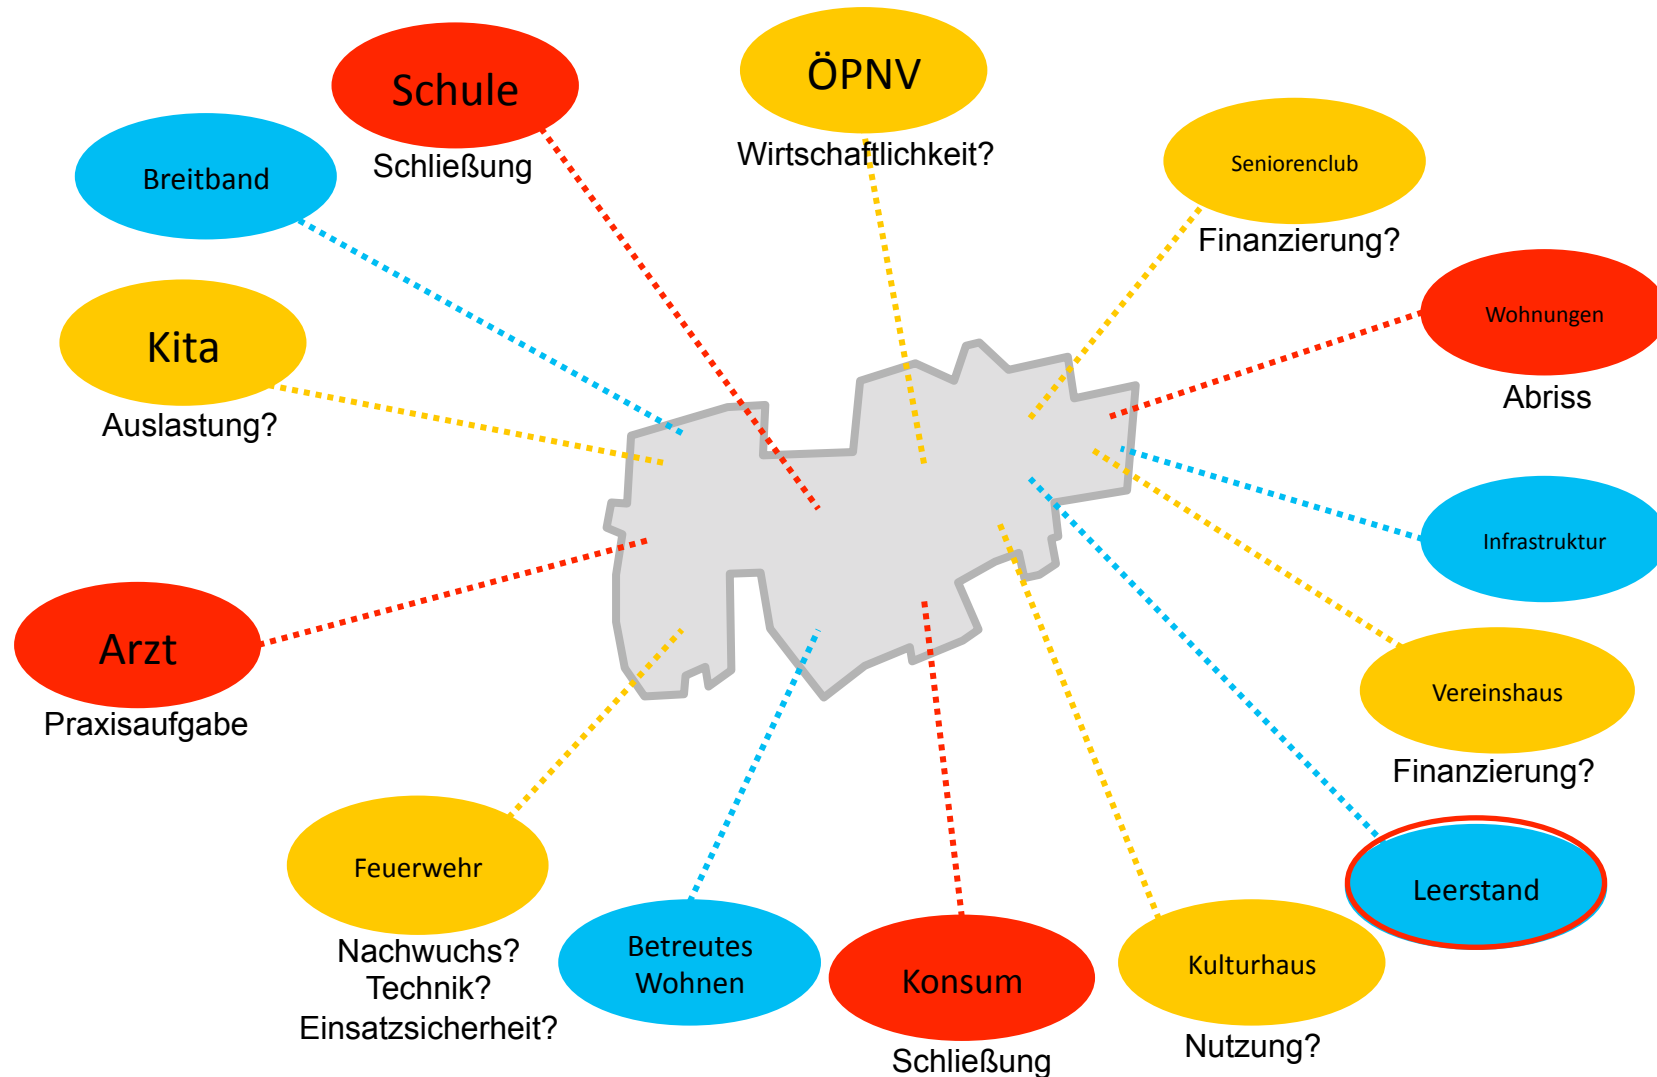 Schule
Schließung
ÖPNV
Wirtschaftlichkeit?
Breitband
Seniorenclub
Finanzierung?
Kita
Auslastung?
Wohnungen
Abriss
Infrastruktur
Arzt
Praxisaufgabe
Vereinshaus
Finanzierung?
Feuerwehr
Nachwuchs?
Technik?
Einsatzsicherheit?
Betreutes
Wohnen
Konsum
Schließung
Kulturhaus
Nutzung?
Leerstand